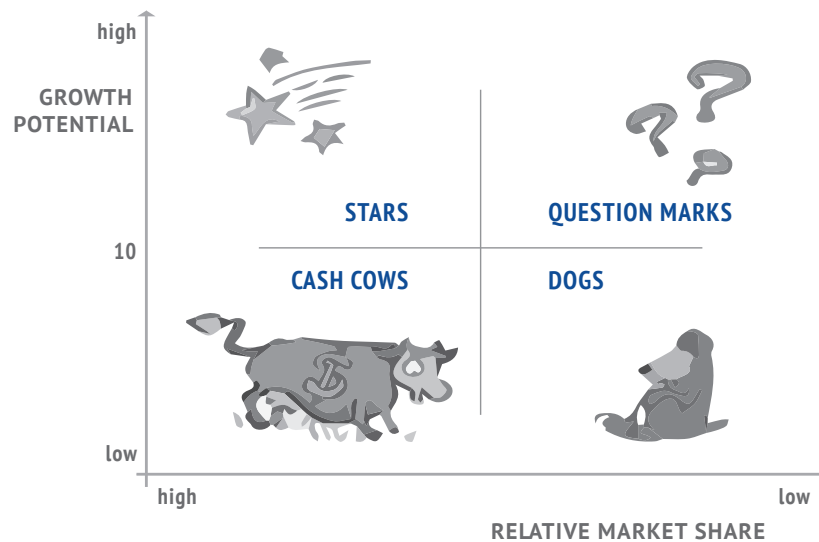 high
GROWTH
POTENTIAL
STARS
QUESTION MARKS
10
CASH COWS
DOGS
low
high
low
RELATIVE MARKET SHARE